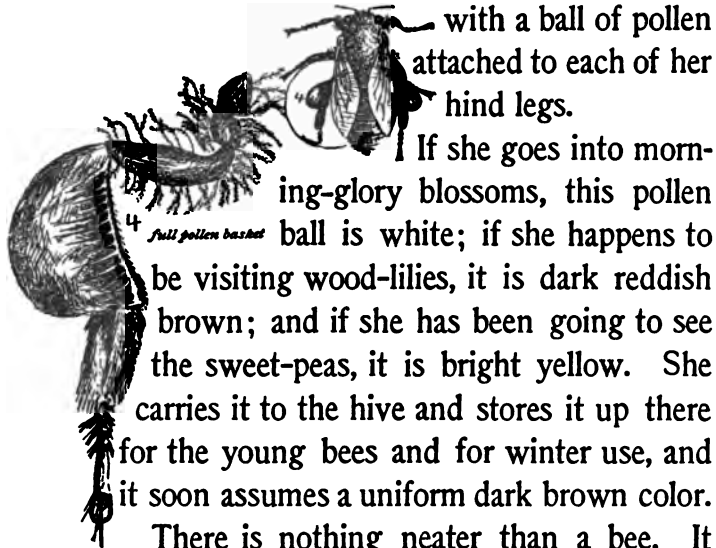 with a ball of pollen
attached to each of her
hind legs.
If she goes into morn-
ing-glory blossoms, this pollen
4
full pollen basket
ball is white; if she happens to
be visiting wood-lilies, it is dark reddish
brown; and if she has been going to see
the sweet-peas, it is bright yellow. She
carries it to the hive and stores it up there
for the young bees and for winter use, and
it soon assumes a uniform dark brown color.
There is nothing neater than a bee. It